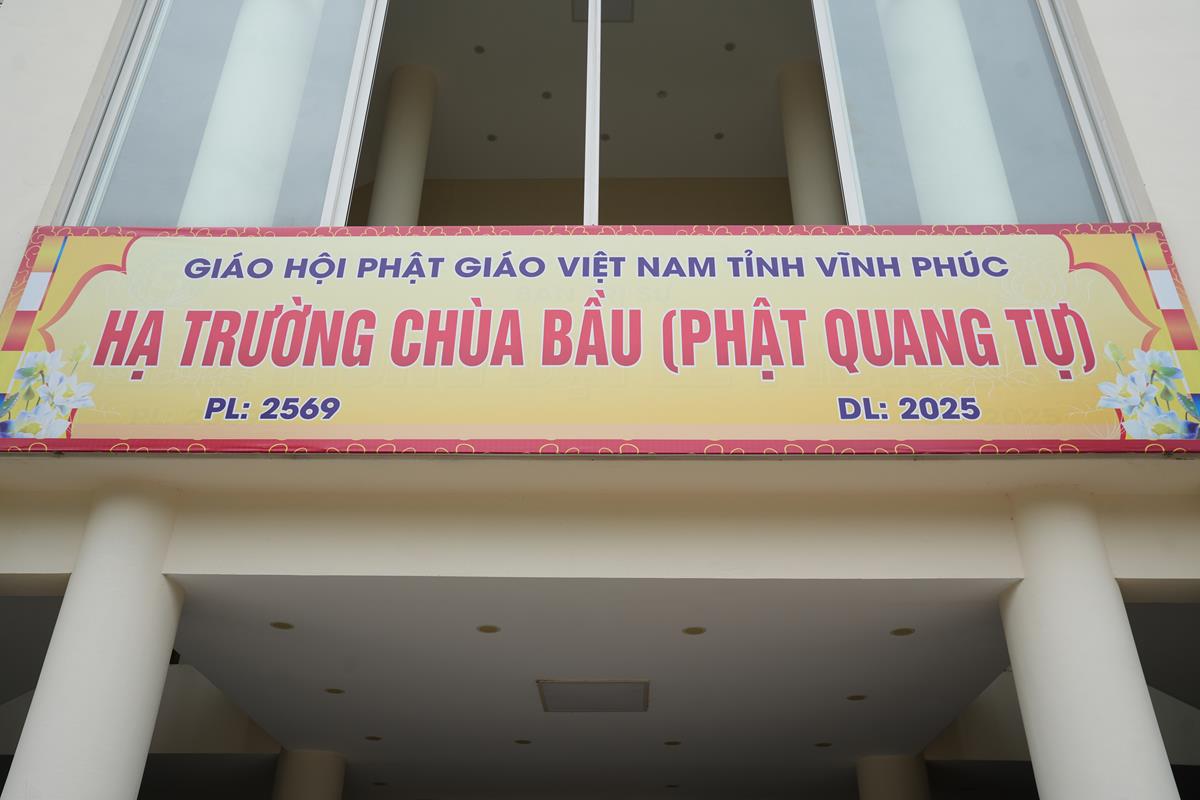 GIÁO HỘI PHẬT GIÁO VIỆT NAM TỈNH VĨNH PHÚC
HẠ TRƯỜNG CHÙA BẦU (PHẬT QUANG TỰ)
PL: 2569 DL: 2025